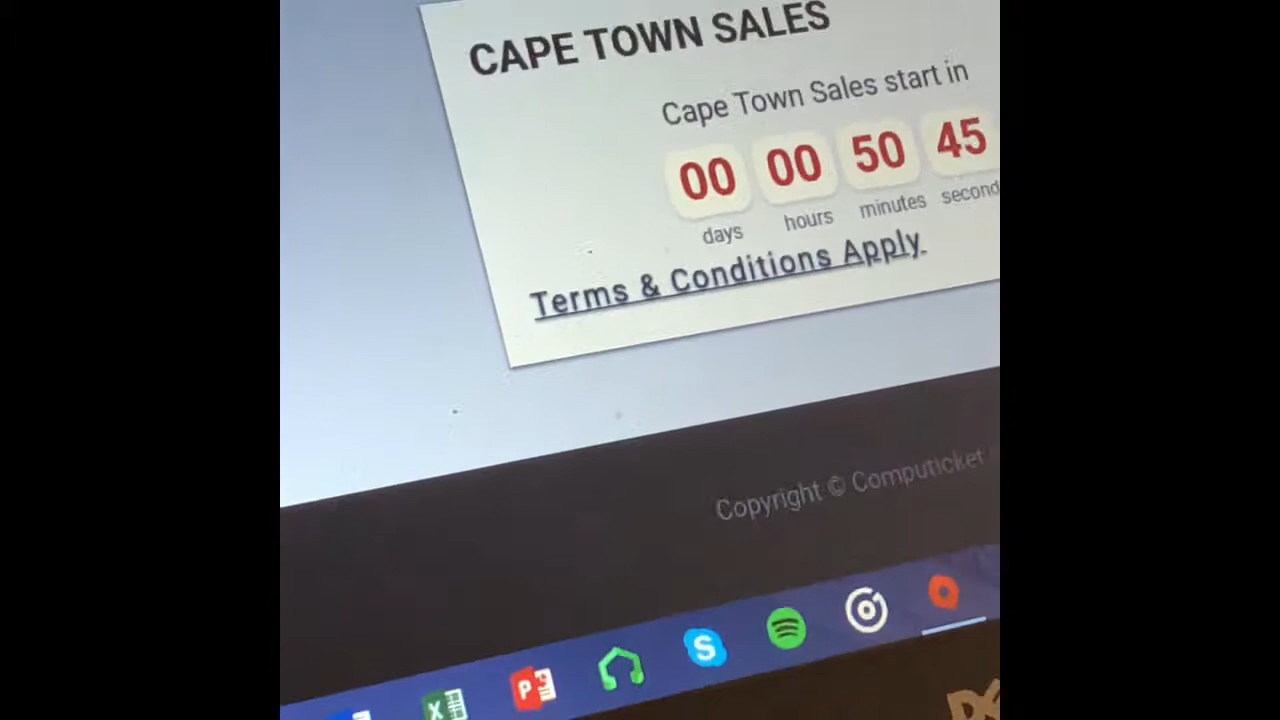 CAPE TOWN SALES
Cape Town Sales start in
00 00 50 45
days hours minutes second
Terms & Conditions Apply.
Copyright © Computicket